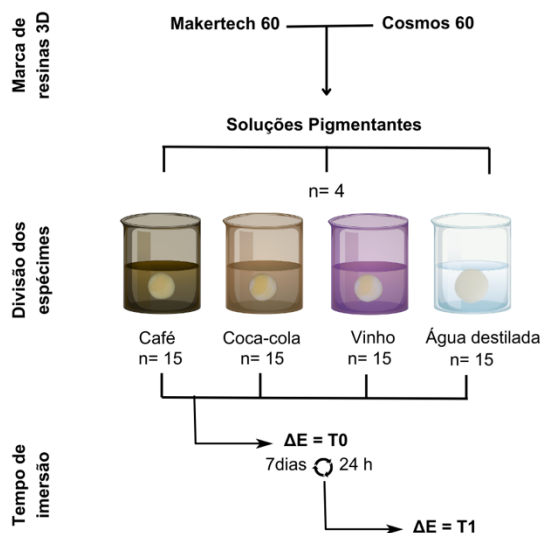 Marca de
resinas 3D
Makertech 60
Cosmos 60
Soluções Pigmentantes
n= 4
Divisão dos
espécimes
Café
n= 15
Coca-cola
n= 15
Vinho
n= 15
Água destilada
n= 15
Tempo de
imersão
ΔE = T0
7dias 24 h
ΔE = T1